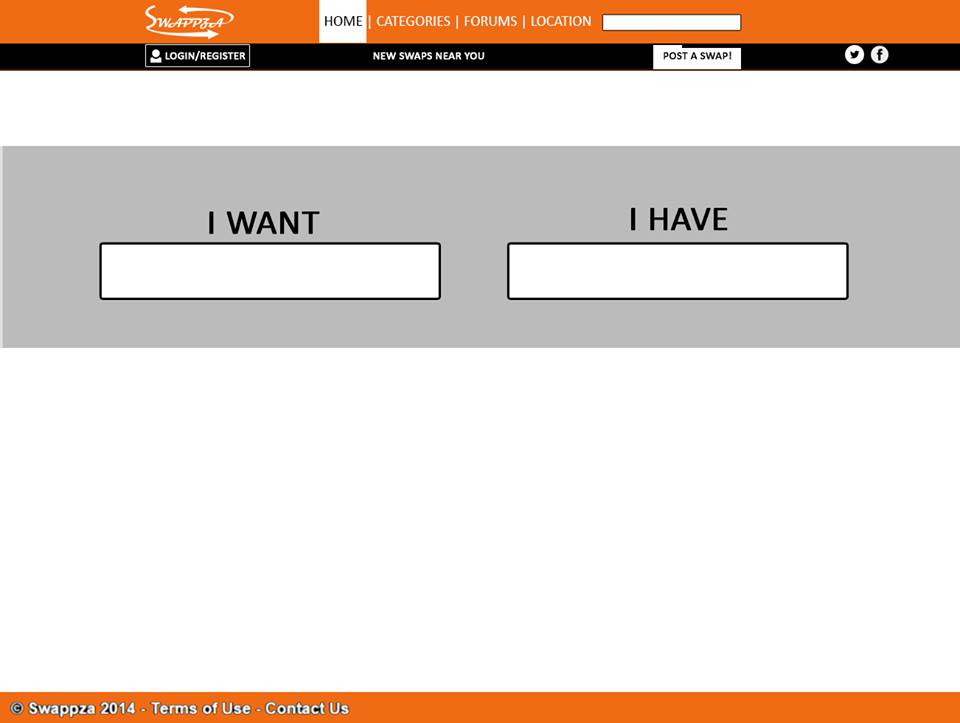 SWAPPZA
HOME | CATEGORIES | FORUMS | LOCATION
LOGIN/REGISTER NEW SWAPS NEAR YOU POST A SWAP!
I WANT I HAVE
© Swappza 2014 - Terms of Use - Contact Us